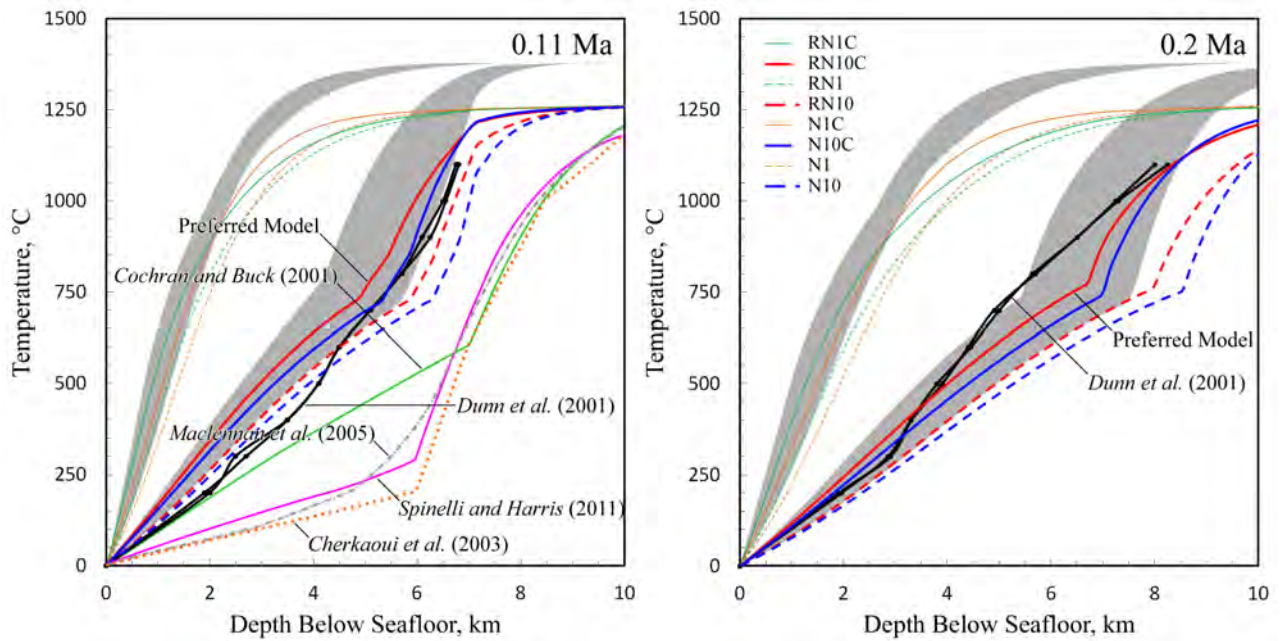 1500
1250
1000
750
500
250
0
Temperature, °C
0.11 Ma
Preferred Model
Cochran and Buck (2001)
Dunn et al. (2001)
Maclennan et al. (2005)
Spinelli and Harris (2011)
Cherkaoui et al. (2003)
0 2 4 6 8 10
Depth Below Seafloor, km
1500
1250
1000
750
500
250
0
Temperature, °C
0.2 Ma
RN1C
RN10C
RN1
RN10
N1C
N10C
N1
N10
Preferred Model
Dunn et al. (2001)
0 2 4 6 8 10
Depth Below Seafloor, km